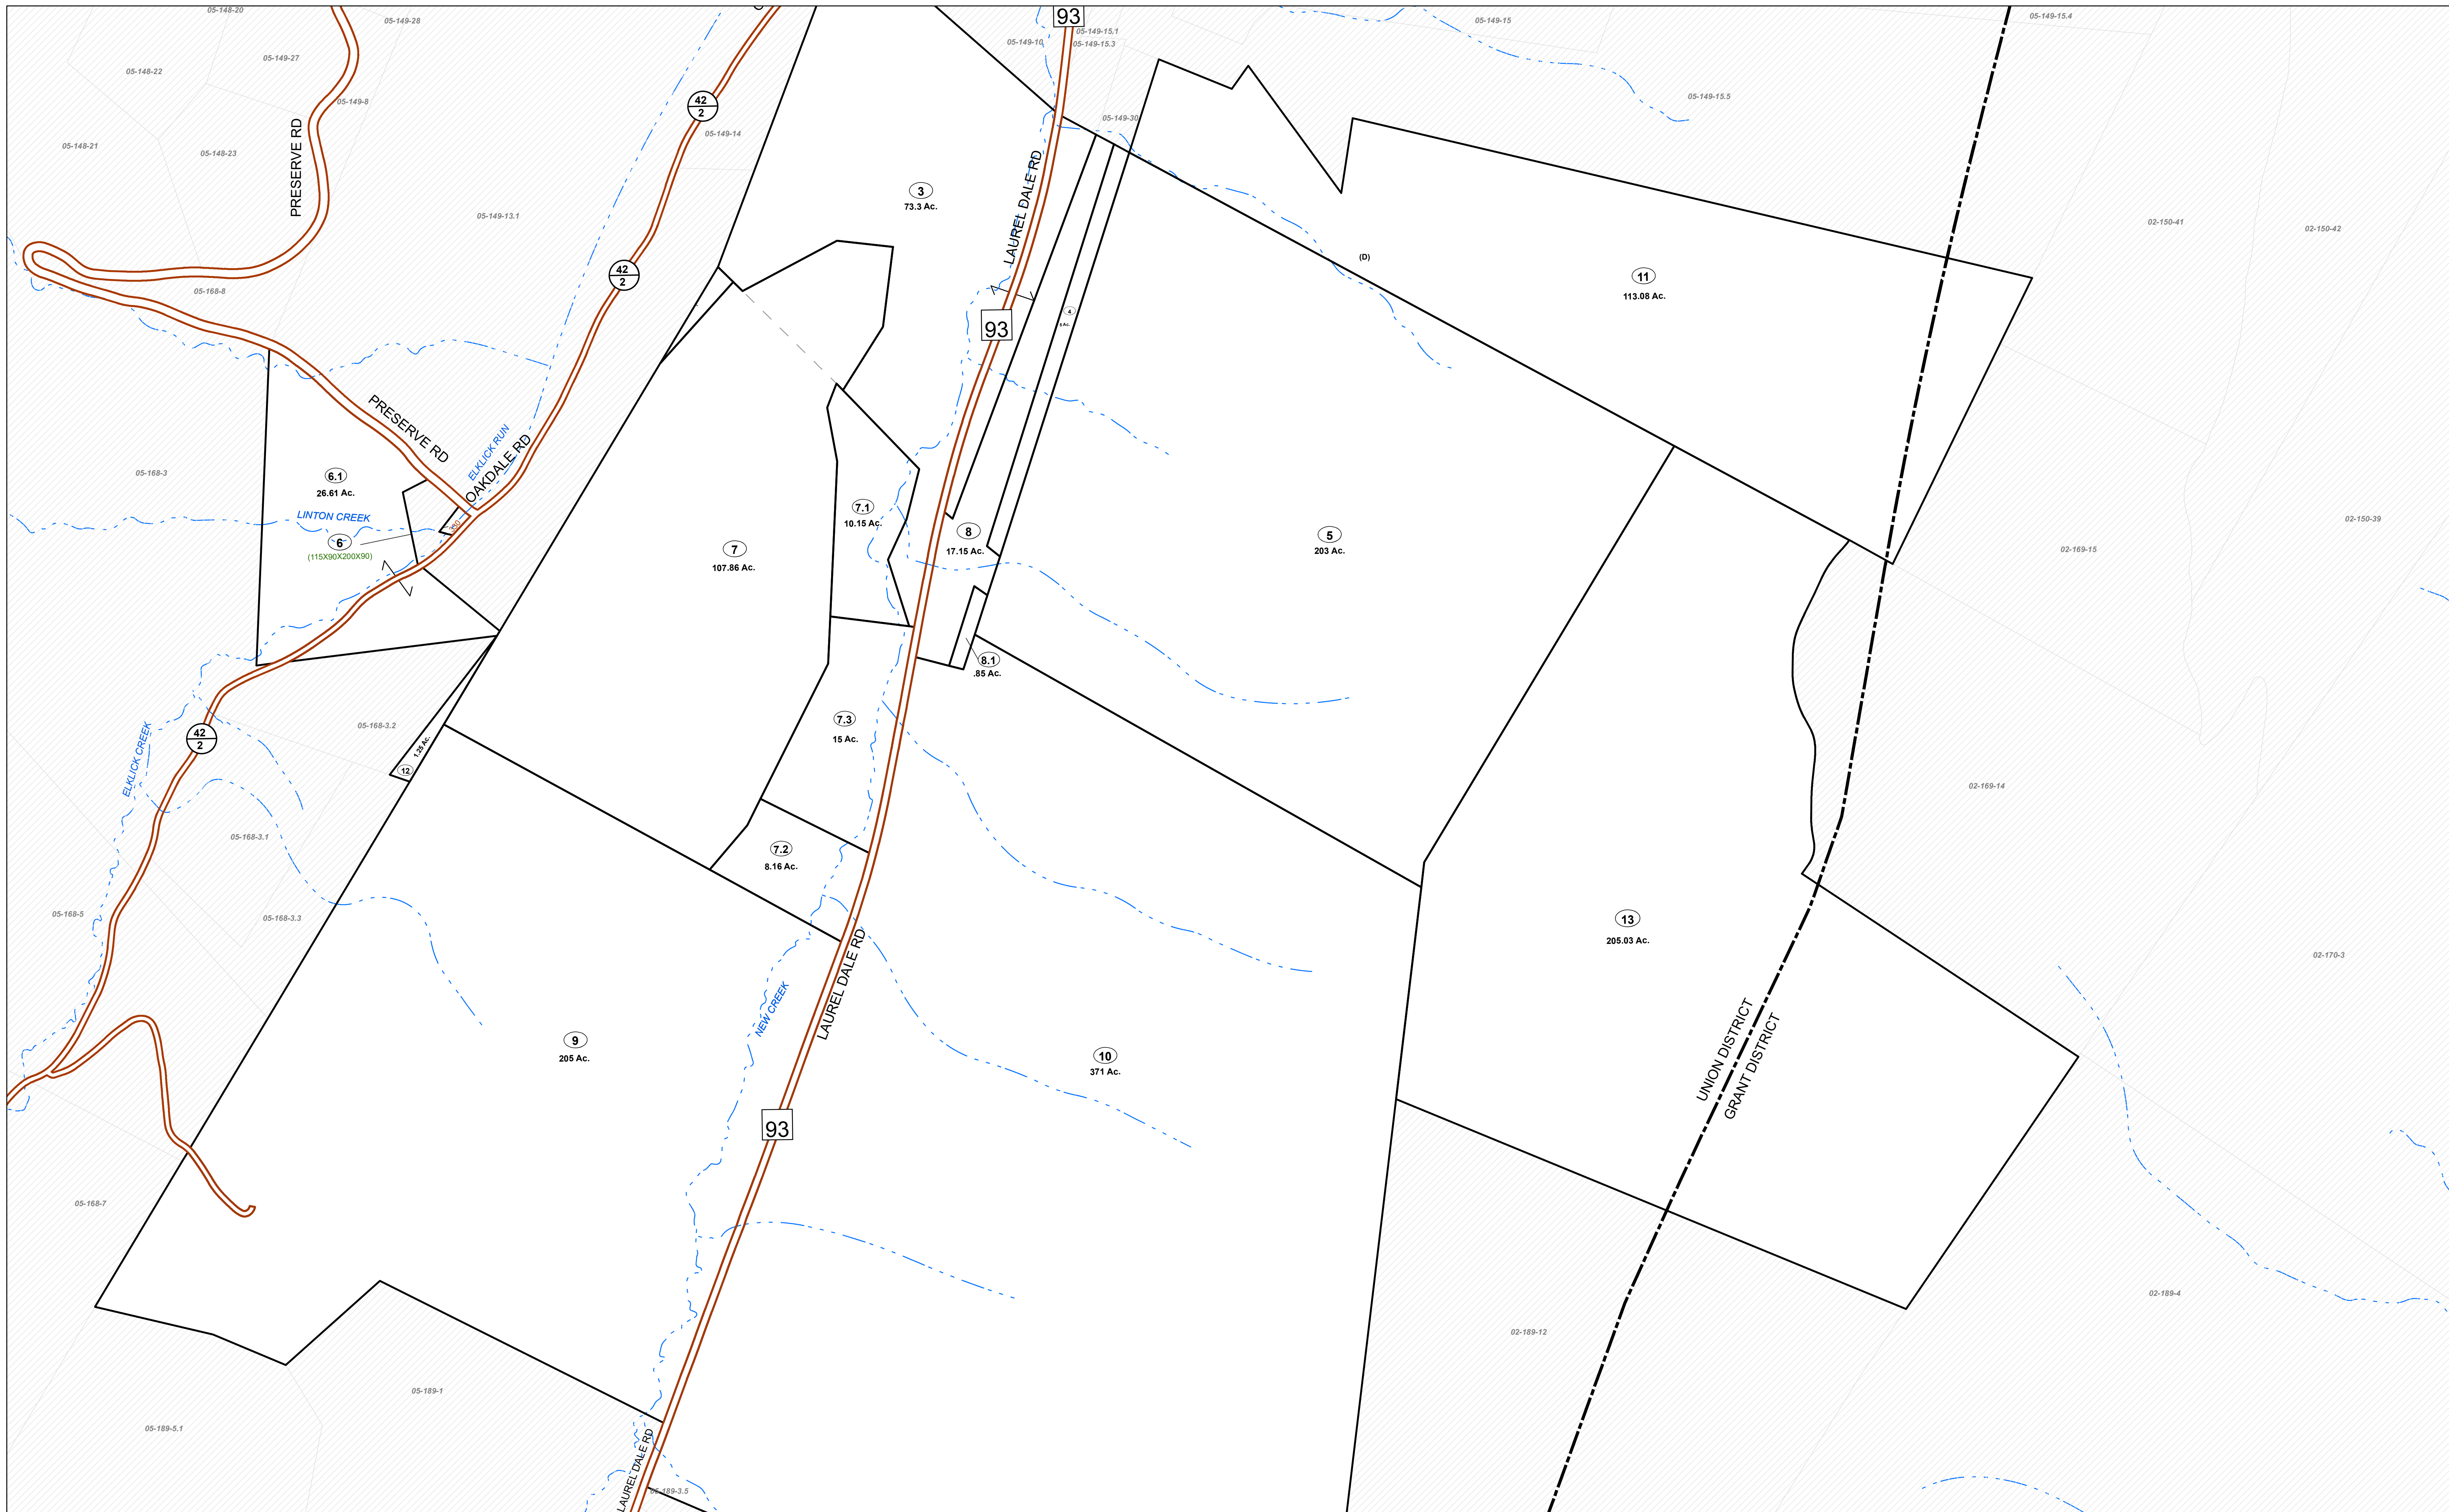 05-148-20
05-149-28
93
05-149-15
05-149-15.4
05-149-15.1
05-149-10
05-149-15.3
05-149-27
05-148-22
05-149-8
42
2
05-149-15.5
05-149-30
05-149-14
05-148-21
05-148-23
PRESERVE RD
3
73.3 Ac.
LAUREL DALE RD
05-149-13.1
02-150-41
02-150-42
(D)
42
2
11
113.08 Ac.
05-168-8
4
5 Ac.
93
PRESERVE RD
ELKLICK RUN
OAKDALE RD
05-168-3
6.1
26.61 Ac.
LINTON CREEK
350
6
(115X90X200X90)
7.1
10.15 Ac.
8
17.15 Ac.
5
203 Ac.
02-150-39
7
107.86 Ac.
02-169-15
8.1
.85 Ac.
05-168-3.2
7.3
15 Ac.
42
2
1.25 Ac.
12
ELKLICK CREEK
02-169-14
05-168-3.1
7.2
8.16 Ac.
05-168-5
05-168-3.3
13
205.03 Ac.
02-170-3
LAUREL DALE RD
NEW CREEK
UNION DISTRICT
GRANT DISTRICT
9
205 Ac.
10
371 Ac.
93
05-168-7
02-189-4
02-189-12
05-189-1
05-189-5.1
LAUREL DALE RD
05-189-3.5